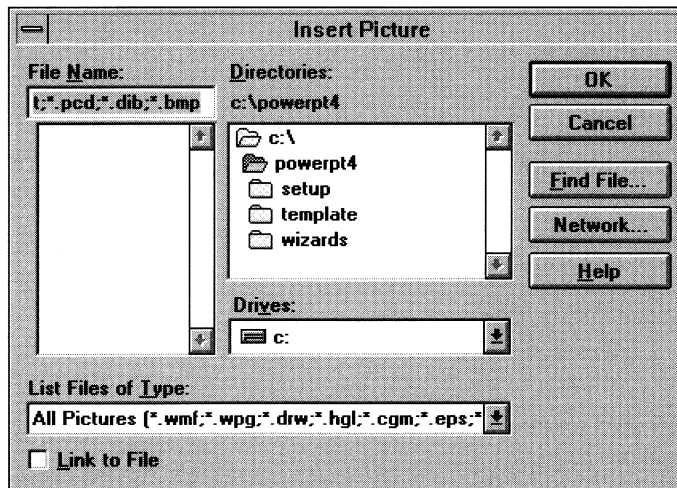 Insert Picture
File Name:
t;*.pcd;*.dib;*.bmp
Directories:
c:\powerpt4
c:\
powerpt4
setup
template
wizards
Drives:
c:
List Files of Type:
All Pictures (*.wmf;*.wpg;*.drw;*.hgl;*.cgm;*.eps;*
Link to File
OK
Cancel
Find File...
Network...
Help